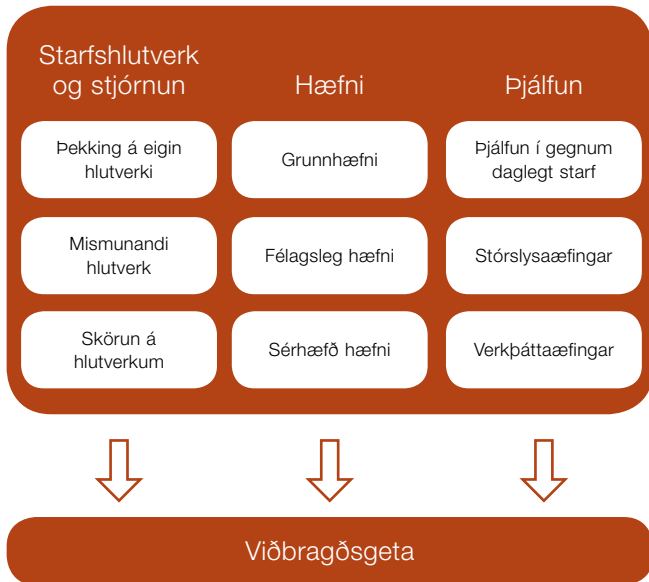 Starfshlutverk
og stjórnun
Þekking á eigin
hlutverki
Mismunandi
hlutverk
Skörun á
hlutverkum
Hæfni
Grunnhæfni
Félagsleg hæfni
Sérhæfð hæfni
Þjálfun
Þjálfun í gegnum
daglegt starf
Stórslysaæfingar
Verkþáttaæfingar
Viðbragðsgeta